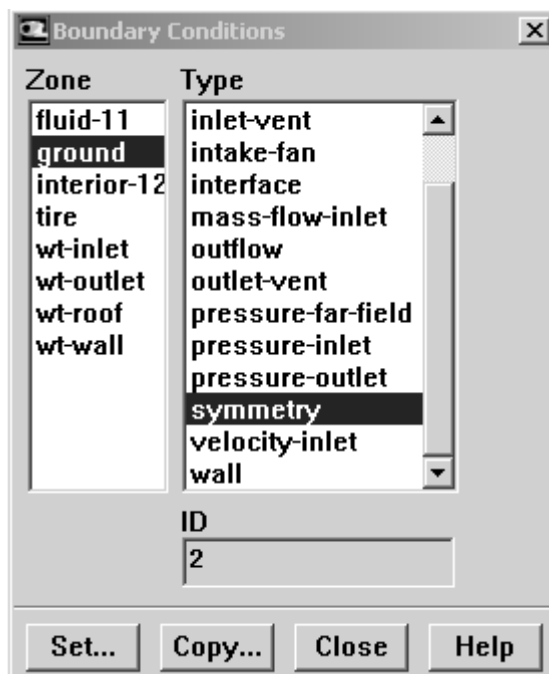 Boundary Conditions
Zone
fluid-11
ground
interior-12
tire
wt-inlet
wt-outlet
wt-roof
wt-wall
Type
inlet-vent
intake-fan
interface
mass-flow-inlet
outflow
outlet-vent
pressure-far-field
pressure-inlet
pressure-outlet
symmetry
velocity-inlet
wall
ID
2
Set... Copy... Close Help